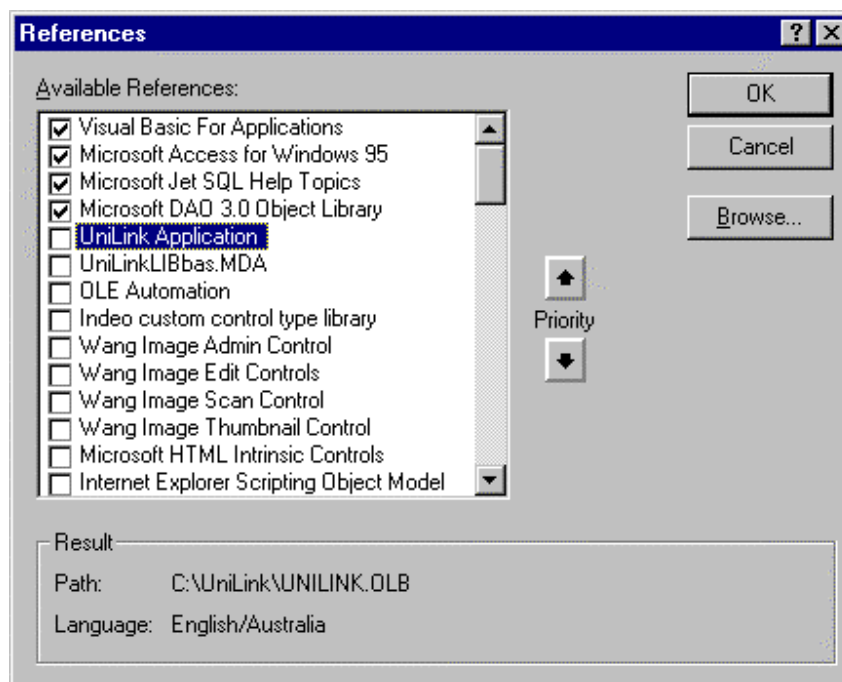 References
Available References:
Visual Basic For Applications
Microsoft Access for Windows 95
Microsoft Jet SQL Help Topics
Microsoft DAO 3.0 Object Library
UniLink Application
UniLinkLIBbas.MDA
OLE Automation
Indeo custom control type library
Wang Image Admin Control
Wang Image Edit Controls
Wang Image Scan Control
Wang Image Thumbnail Control
Microsoft HTML Intrinsic Controls
Internet Explorer Scripting Object Model
OK
Cancel
Browse...
Priority
Result
Path: C:\UniLink\UNILINK.OLB
Language: English/Australia